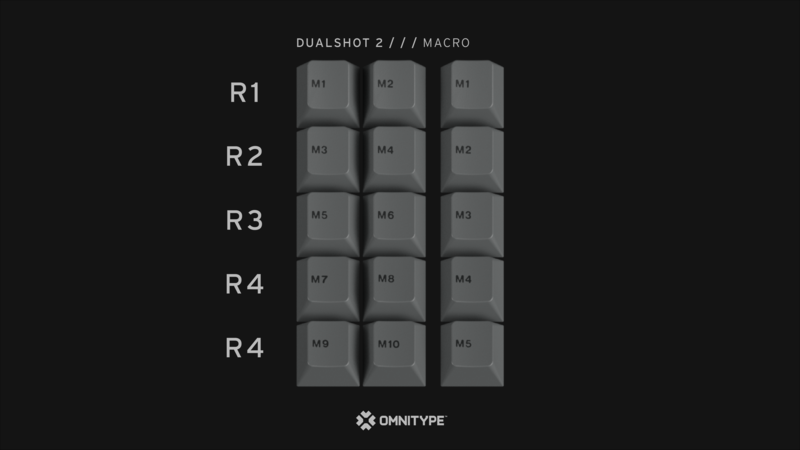 DUALSHOT 2 /// MACRO
R1 M1 M2 M1
R2 M3 M4 M2
R3 M5 M6 M3
R4 M7 M8 M4
R4 M9 M10 M5
OMNITYPE™